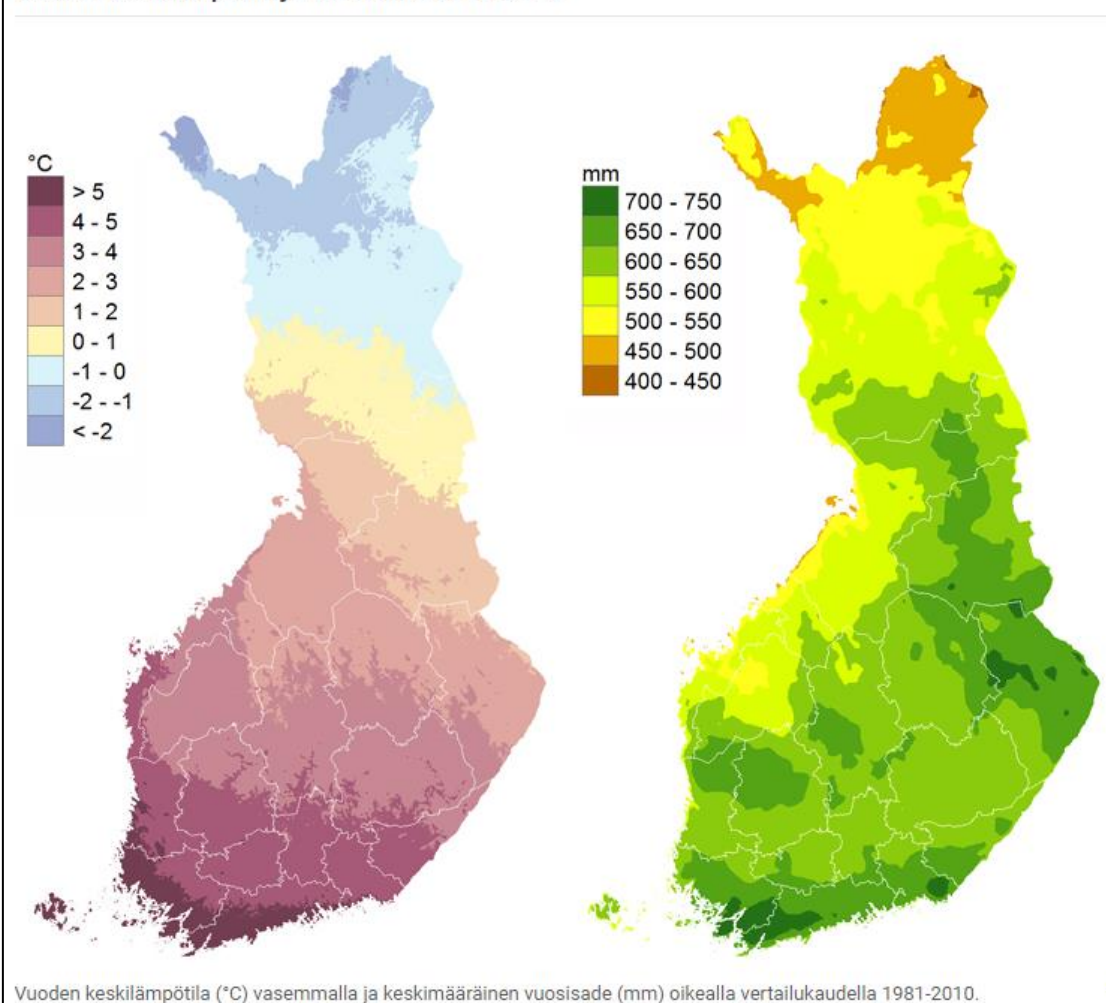 °C
> 5
4 - 5
3 - 4
2 - 3
1 - 2
0 - 1
-1 - 0
-2 - -1
< -2
mm
700 - 750
650 - 700
600 - 650
550 - 600
500 - 550
450 - 500
400 - 450
Vuoden keskilämpötila (°C) vasemmalla ja keskimääräinen vuosisade (mm) oikealla vertailukaudella 1981-2010.